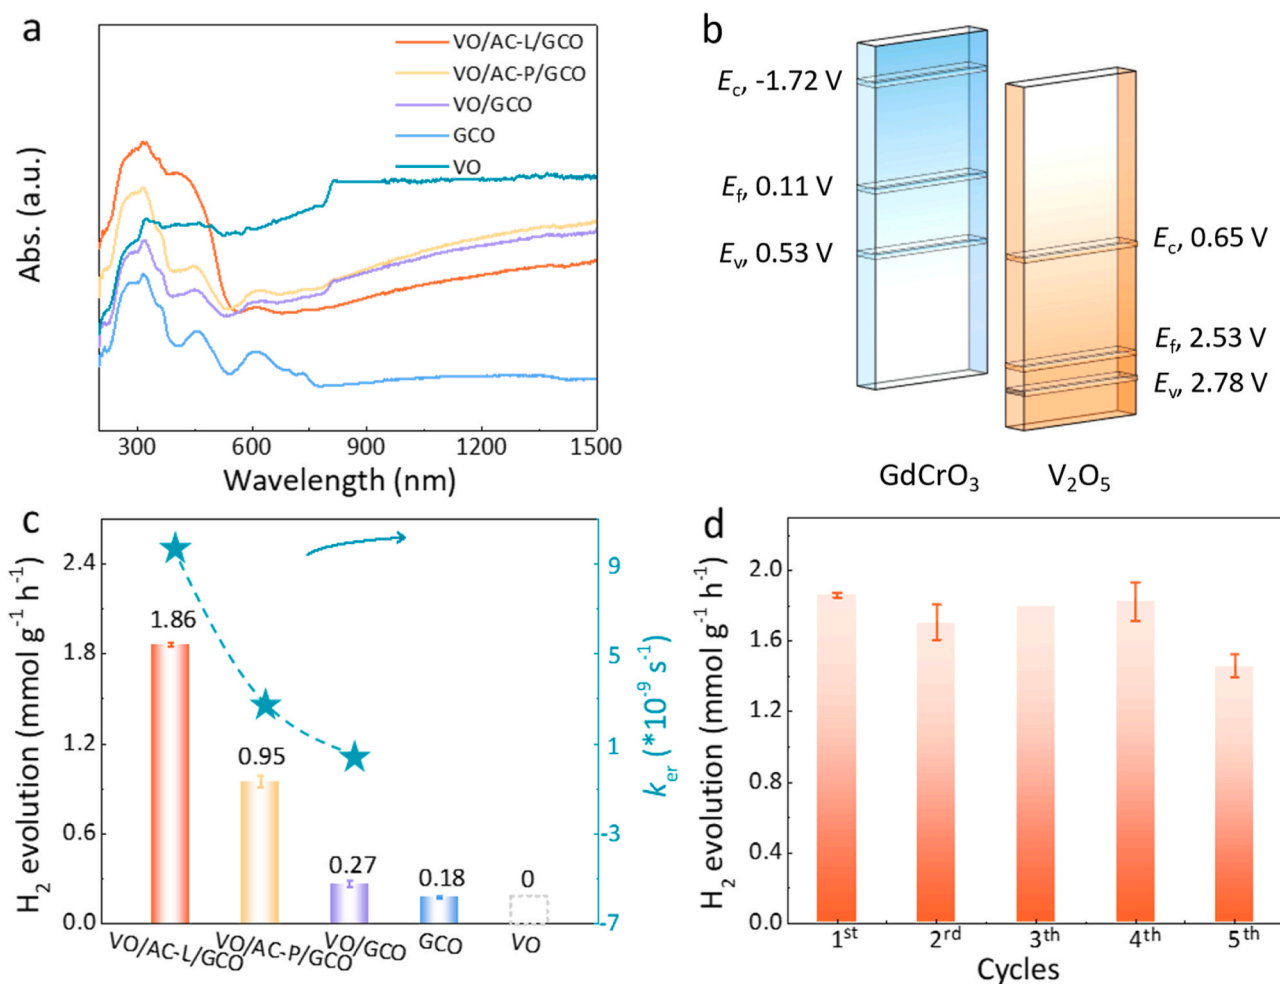 a
VO/AC-L/GCO
VO/AC-P/GCO
VO/GCO
GCO
VO
Abs. (a.u.)
300 600 900 1200 1500
Wavelength (nm)
b
Ec, -1.72 V
Ef, 0.11 V
Ev, 0.53 V
Ec, 0.65 V
Ef, 2.53 V
Ev, 2.78 V
GdCrO3 V2O5
c
H2 evolution (mmol g-1 h-1)
2.4
1.8
1.2
0.6
0.0
1.86
0.95
0.27
0.18
0
9
5
1
-3
-7
ker (*10-9 s-1)
VO/AC-L/GCO VO/AC-P/GCO VO/GCO GCO VO
d
H2 evolution (mmol g-1 h-1)
2.0
1.6
1.2
0.8
0.4
0.0
1st 2rd 3th 4th 5th
Cycles